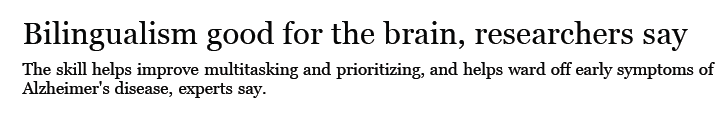 Bilingualism good for the brain, researchers say
The skill helps improve multitasking and prioritizing, and helps ward off early symptoms of
Alzheimer's disease, experts say.